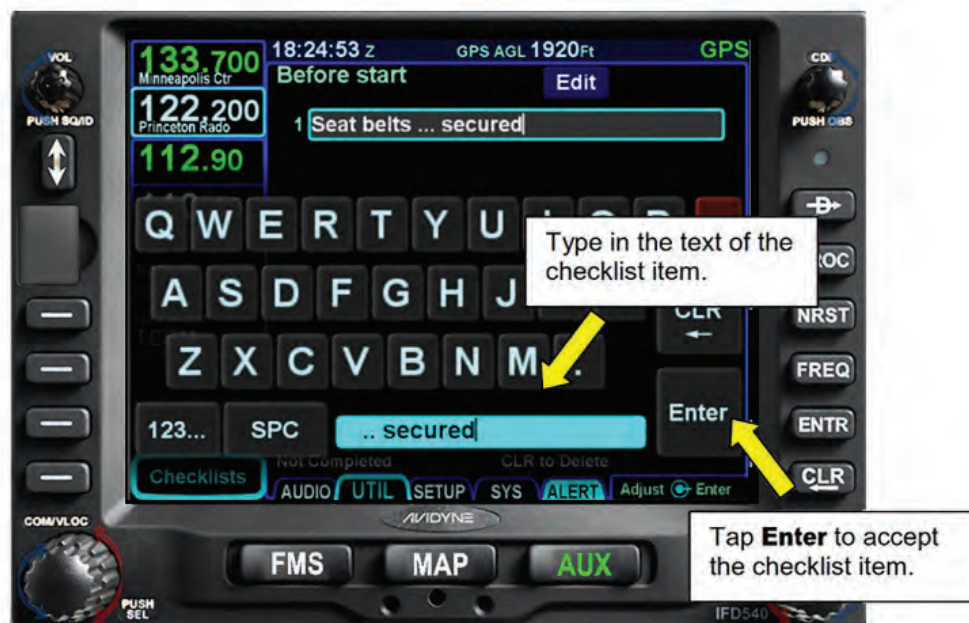 VOL
PUSH SQ/ID
133.700
Minneapolis Ctr
122.200
Princeton Rado
112.90
18:24:53 Z GPS AGL 1920Ft GPS
Before start Edit
1 Seat belts ... secured
Q W E R T Y U
A S D F G H J
CLR
Z X C V B N M .
123... SPC .. secured Enter
Not Completed CLR to Delete
Checklists AUDIO UTIL SETUP SYS ALERT Adjust Enter
CDI
PUSH OBS
D
NRST
FREQ
ENTR
CLR
Type in the text of the
checklist item.
Tap Enter to accept
the checklist item.
COM/VLOC
PUSH
SEL
AVIDYNE
FMS MAP AUX
IFD540